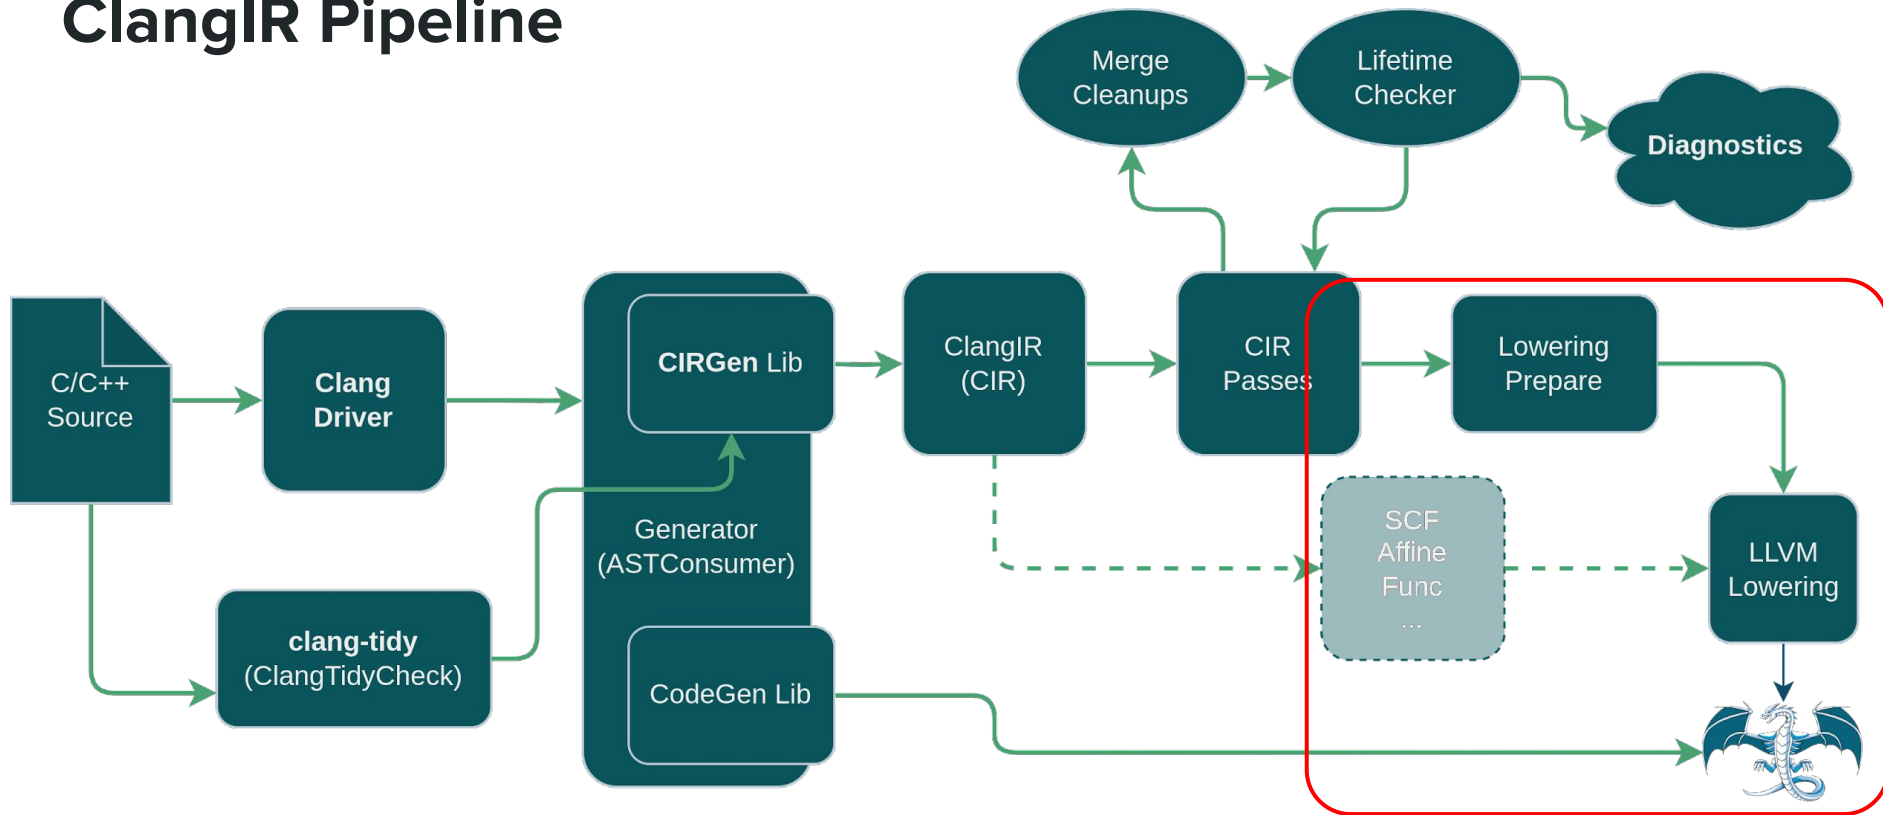 ClangIR Pipeline
Merge
Cleanups
Lifetime
Checker
Diagnostics
C/C++
Source
Clang
Driver
CIRGen Lib
ClangIR
(CIR)
CIR
Passes
Lowering
Prepare
Generator
(ASTConsumer)
SCF
Affine
Func
...
LLVM
Lowering
clang-tidy
(ClangTidyCheck)
CodeGen Lib